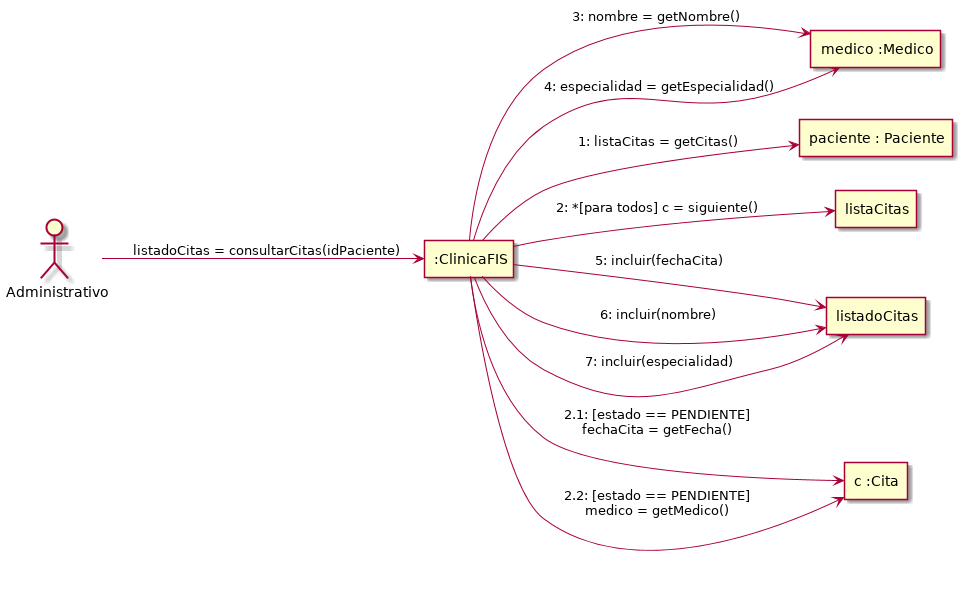 3: nombre = getNombre()
medico :Medico
4: especialidad = getEspecialidad()
1: listaCitas = getCitas()
paciente : Paciente
2: *[para todos] c = siguiente()
listaCitas
listadoCitas = consultarCitas(idPaciente)
:ClinicaFIS
5: incluir(fechaCita)
Administrativo
6: incluir(nombre)
listadoCitas
7: incluir(especialidad)
2.1: [estado == PENDIENTE]
fechaCita = getFecha()
c :Cita
2.2: [estado == PENDIENTE]
medico = getMedico()